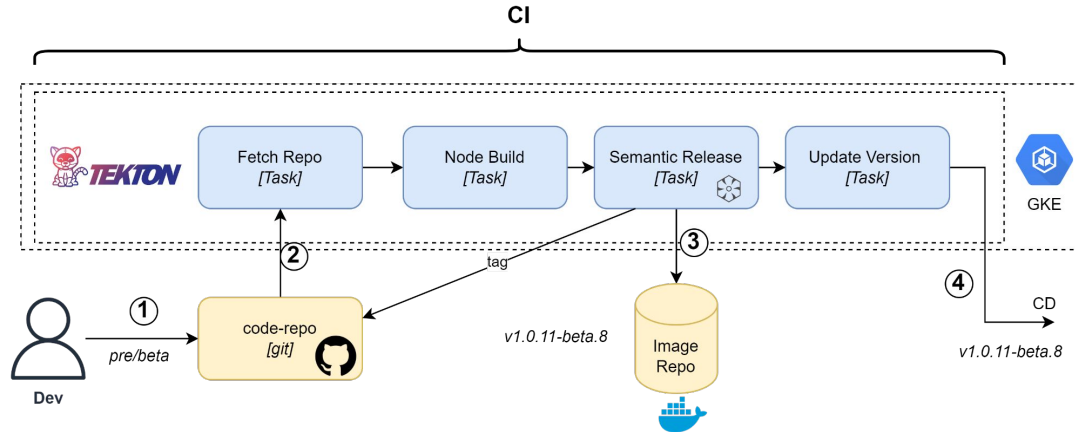 CI
TEKTON
Fetch Repo
[Task]
Node Build
[Task]
Semantic Release
[Task]
Update Version
[Task]
GKE
2
tag
3
4
1
pre/beta
Dev
code-repo
[git]
v1.0.11-beta.8
Image
Repo
CD
v1.0.11-beta.8